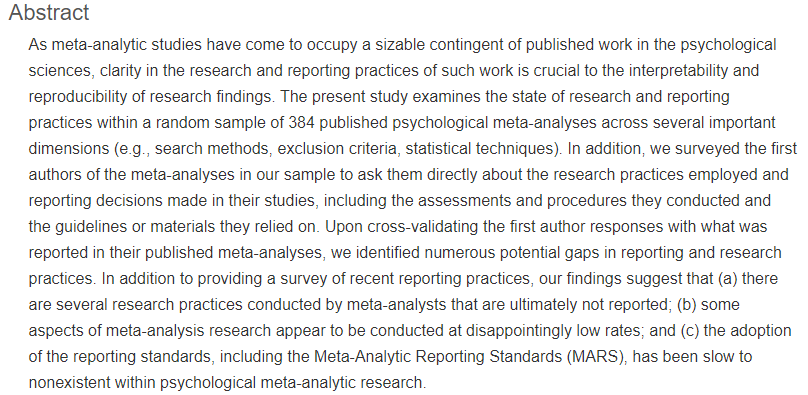 Abstract
As meta-analytic studies have come to occupy a sizable contingent of published work in the psychological
sciences, clarity in the research and reporting practices of such work is crucial to the interpretability and
reproducibility of research findings. The present study examines the state of research and reporting
practices within a random sample of 384 published psychological meta-analyses across several important
dimensions (e.g., search methods, exclusion criteria, statistical techniques). In addition, we surveyed the first
authors of the meta-analyses in our sample to ask them directly about the research practices employed and
reporting decisions made in their studies, including the assessments and procedures they conducted and
the guidelines or materials they relied on. Upon cross-validating the first author responses with what was
reported in their published meta-analyses, we identified numerous potential gaps in reporting and research
practices. In addition to providing a survey of recent reporting practices, our findings suggest that (a) there
are several research practices conducted by meta-analysts that are ultimately not reported; (b) some
aspects of meta-analysis research appear to be conducted at disappointingly low rates; and (c) the adoption
of the reporting standards, including the Meta-Analytic Reporting Standards (MARS), has been slow to
nonexistent within psychological meta-analytic research.